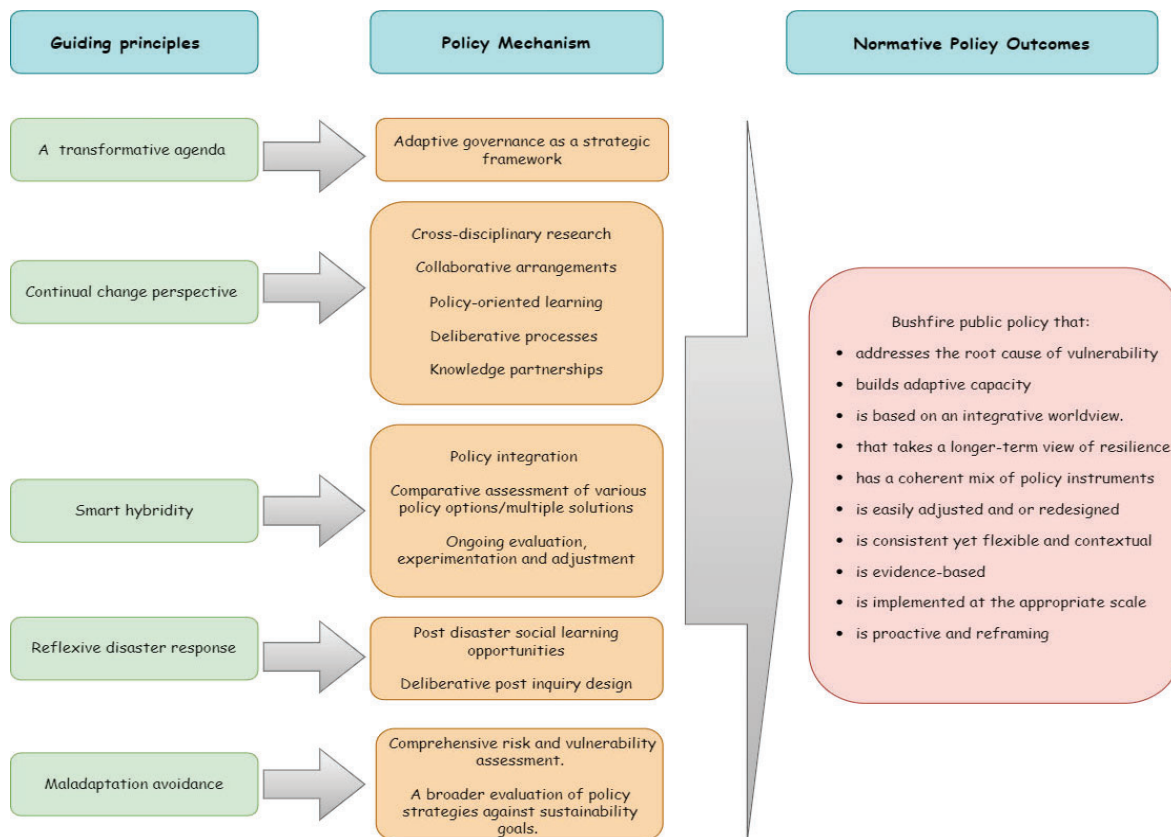 Guiding principles
Policy Mechanism
Normative Policy Outcomes
A transformative agenda
Adaptive governance as a strategic
framework
Continual change perspective
Cross-disciplinary research
Collaborative arrangements
Policy-oriented learning
Deliberative processes
Knowledge partnerships
Smart hybridity
Policy integration
Comparative assessment of various
policy options/multiple solutions
Ongoing evaluation,
experimentation and adjustment
Reflexive disaster response
Post disaster social learning
opportunities
Deliberative post inquiry design
Maladaptation avoidance
Comprehensive risk and vulnerability
assessment.
A broader evaluation of policy
strategies against sustainability
goals.
Bushfire public policy that:
• addresses the root cause of vulnerability
• builds adaptive capacity
• is based on an integrative worldview.
• that takes a longer-term view of resilience
• has a coherent mix of policy instruments
• is easily adjusted and or redesigned
• is consistent yet flexible and contextual
• is evidence-based
• is implemented at the appropriate scale
• is proactive and reframing